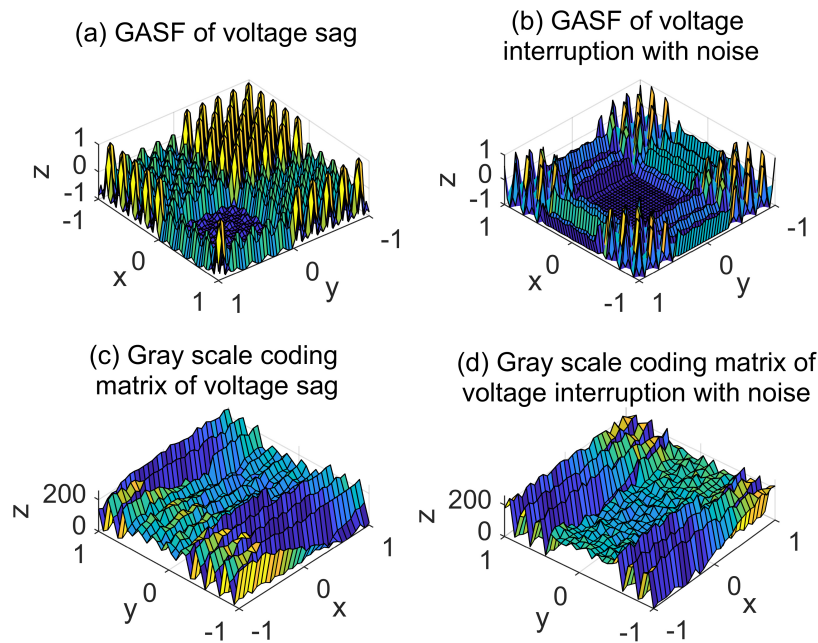 (a) GASF of voltage sag
1
0
-1
z
-1
x
0
1
1
0
y
-1
(b) GASF of voltage
interruption with noise
1
0
-1
z
1
x
0
-1
1
0
y
-1
(c) Gray scale coding
matrix of voltage sag
200
0
z
1
y
0
-1
-1
0
x
1
(d) Gray scale coding matrix of
voltage interruption with noise
200
0
z
1
y
0
-1
-1
0
x
1